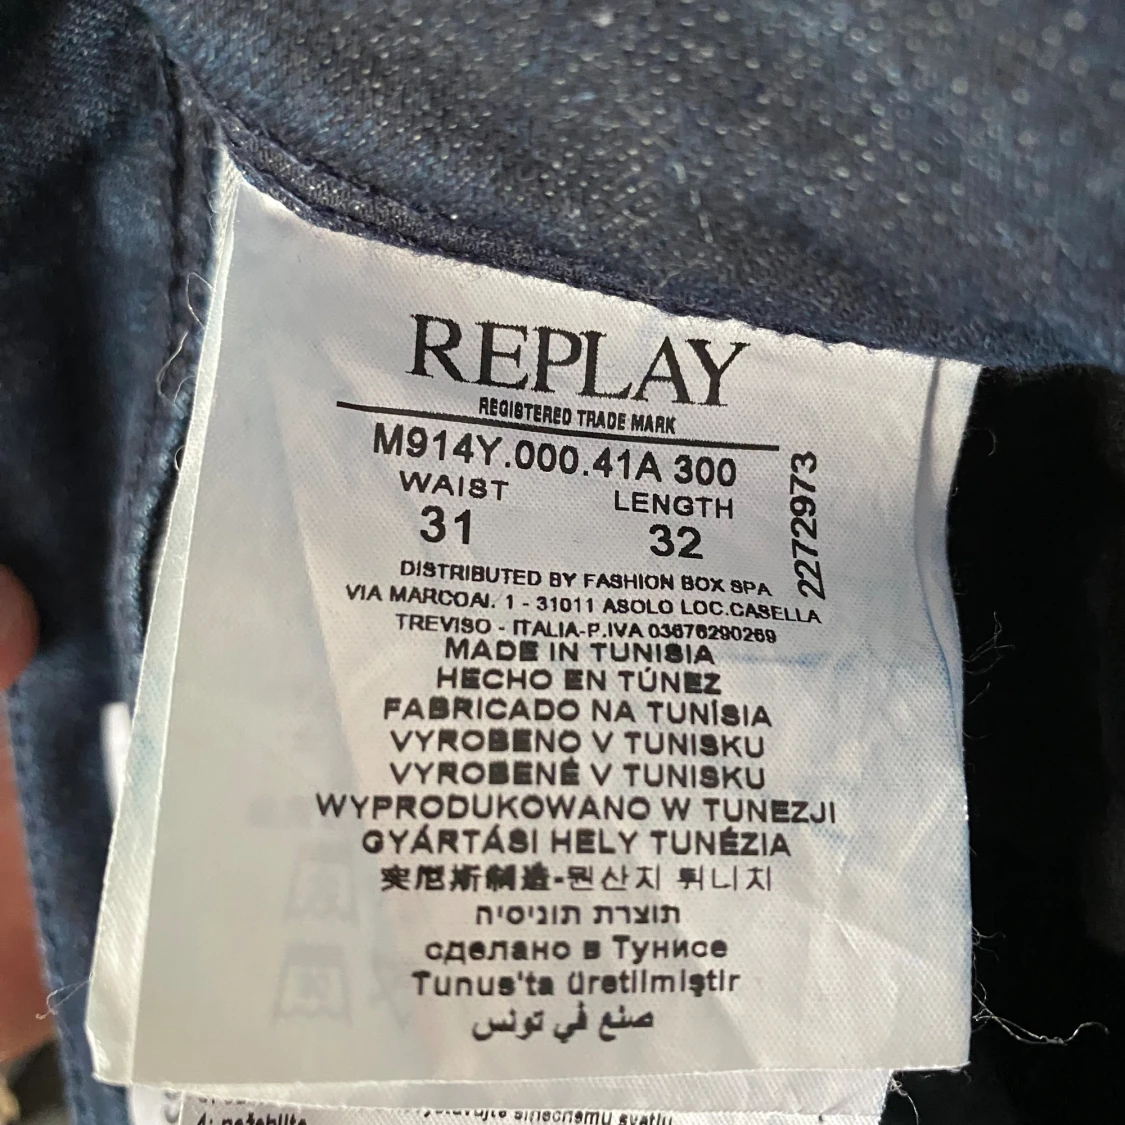 REPLAY
REGISTERED TRADE MARK
M914Y.000.41A 300
WAIST LENGTH
31 32
2272973
DISTRIBUTED BY FASHION BOX SPA
VIA MARCOAI. 1 - 31011 ASOLO LOC.CASELLA
TREVISO - ITALIA-P.IVA 03676290269
MADE IN TUNISIA
HECHO EN TÚNEZ
FABRICADO NA TUNÍSIA
VYROBENO V TUNISKU
VYROBENÉ V TUNISKU
WYPRODUKOWANO W TUNEZJI
GYÁRTÁSI HELY TUNÉZIA
突尼斯制造-원산지 튀니지
תוצרת תוניסיה
сделано в Тунисе
Tunus'ta üretilmiştir
صنع في تونس